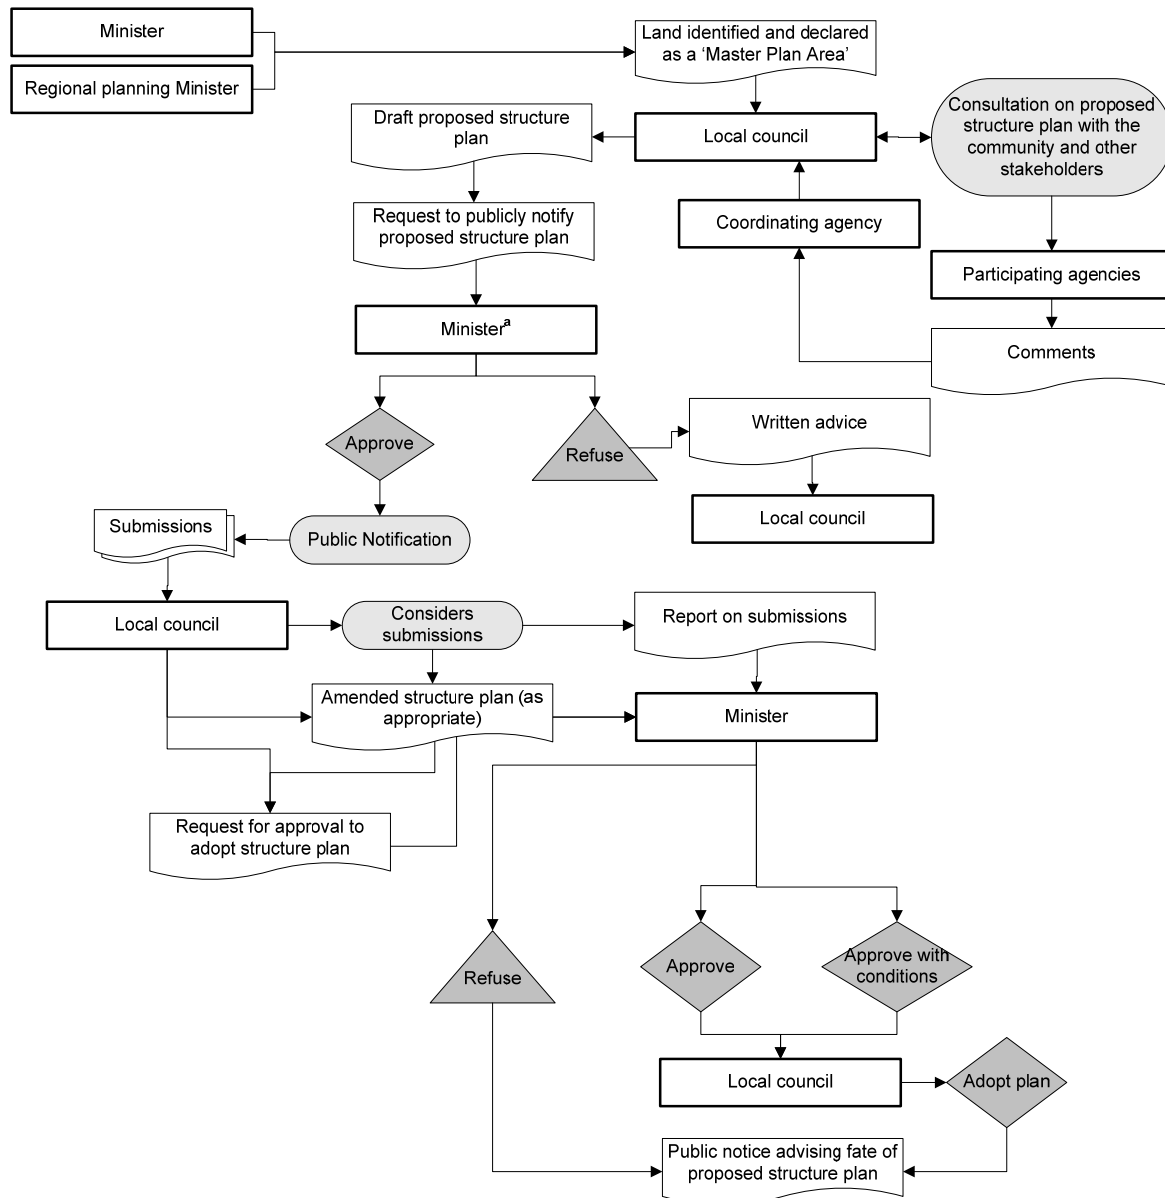 Minister
Regional planning Minister
Land identified and declared
as a ‘Master Plan Area’
Draft proposed structure
plan
Local council
Consultation on proposed
structure plan with the
community and other
stakeholders
Request to publicly notify
proposed structure plan
Coordinating agency
Participating agencies
Ministerᵃ
Comments
Approve
Refuse
Written advice
Local council
Submissions
Public Notification
Local council
Considers
submissions
Report on submissions
Amended structure plan (as
appropriate)
Minister
Request for approval to
adopt structure plan
Refuse
Approve
Approve with
conditions
Local council
Adopt plan
Public notice advising fate of
proposed structure plan